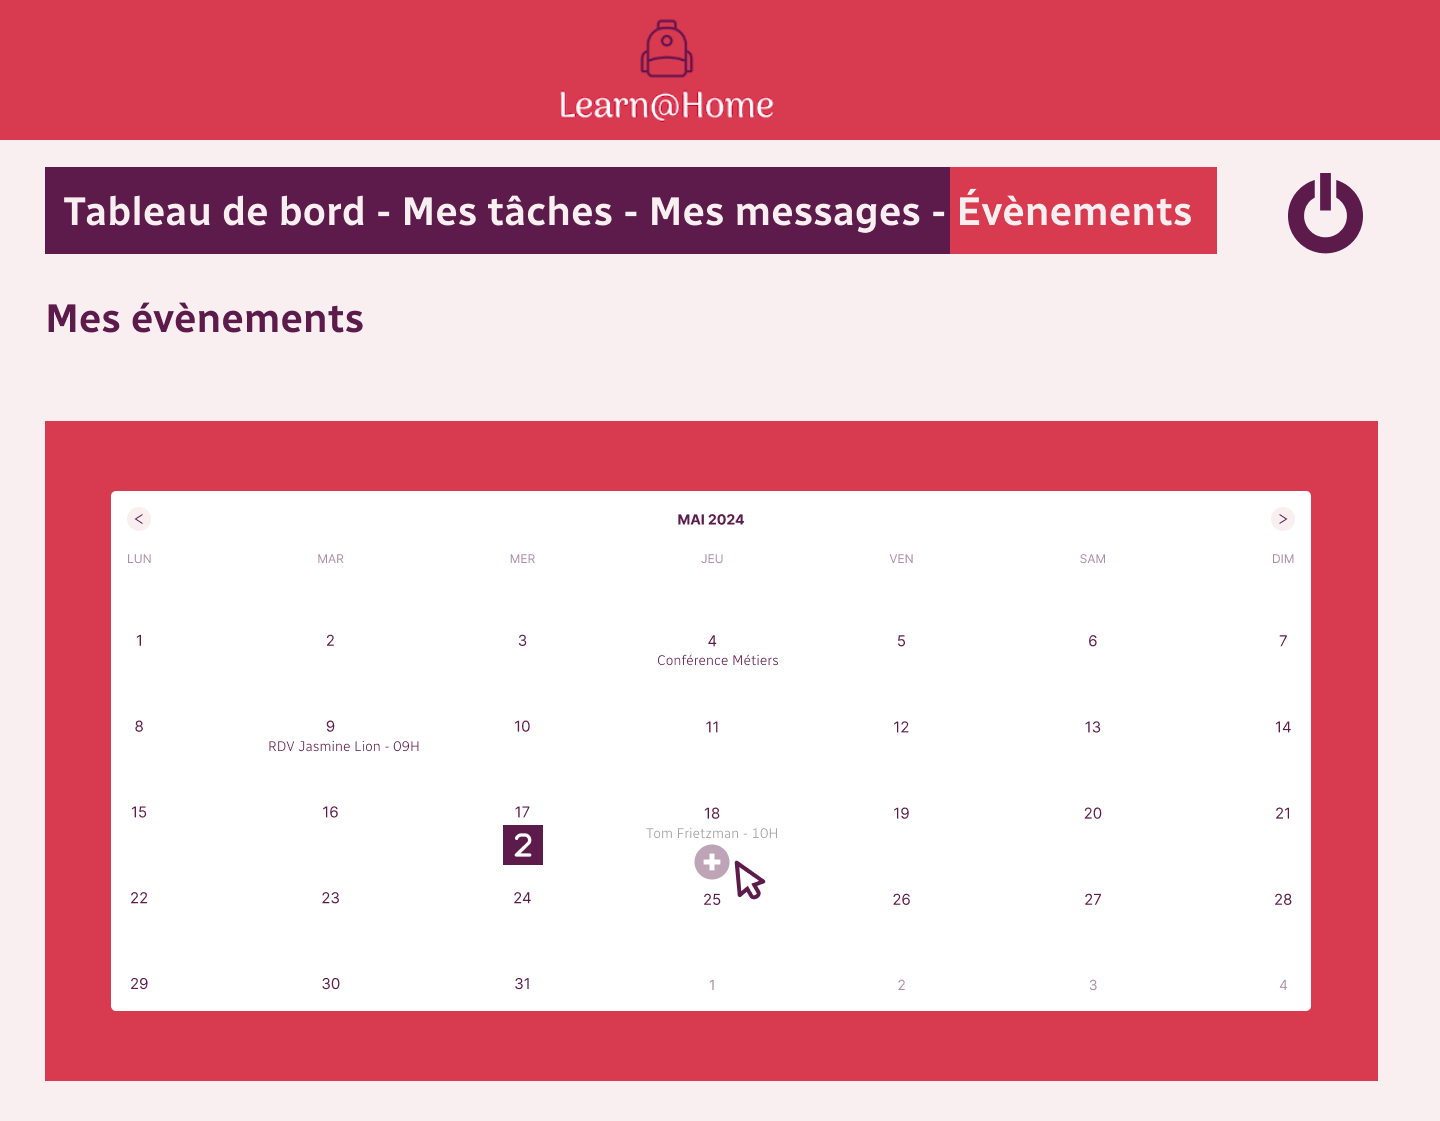 Learn@Home
Tableau de bord - Mes tâches - Mes messages - Évènements
Mes évènements
< MAI 2024 >
LUN MAR MER JEU VEN SAM DIM
1 2 3 4 5 6 7
Conférence Métiers
8 9 10 11 12 13 14
RDV Jasmine Lion - 09H
15 16 17 18 19 20 21
Tom Frietzman - 10H
2
22 23 24 25 26 27 28
29 30 31 1 2 3 4